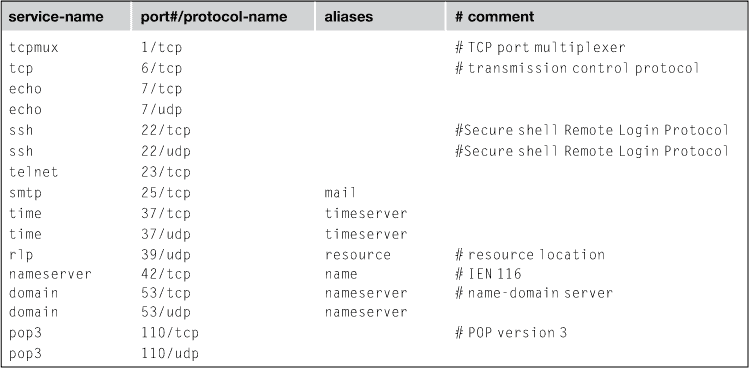 service-name port#/protocol-name aliases # comment
tcpmux 1/tcp # TCP port multiplexer
tcp 6/tcp # transmission control protocol
echo 7/tcp
echo 7/udp
ssh 22/tcp #Secure shell Remote Login Protocol
ssh 22/udp #Secure shell Remote Login Protocol
telnet 23/tcp
smtp 25/tcp mail
time 37/tcp timeserver
time 37/udp timeserver
rlp 39/udp resource # resource location
nameserver 42/tcp name # IEN 116
domain 53/tcp nameserver # name-domain server
domain 53/udp nameserver
pop3 110/tcp # POP version 3
pop3 110/udp